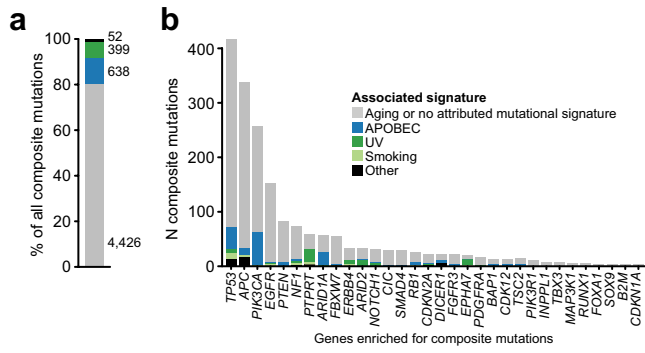 a
% of all composite mutations
100
80
60
40
20
0
52
399
638
4,426
b
N composite mutations
400
300
200
100
0
Associated signature
Aging or no attributed mutational signature
APOBEC
UV
Smoking
Other
TP53
APC
PIK3CA
EGFR
PTEN
NF1
PTPRT
ARID1A
FBXW7
ERBB4
ARID2
NOTCH1
CIC
SMAD4
RB1
CDKN2A
DICER1
FGFR3
EPHA7
PDGFRA
BAP1
CDK12
TSC2
PIK3R1
INPPL1
TBX3
MAP3K1
RUNX1
FOXA1
SOX9
B2M
CDKN1A
Genes enriched for composite mutations